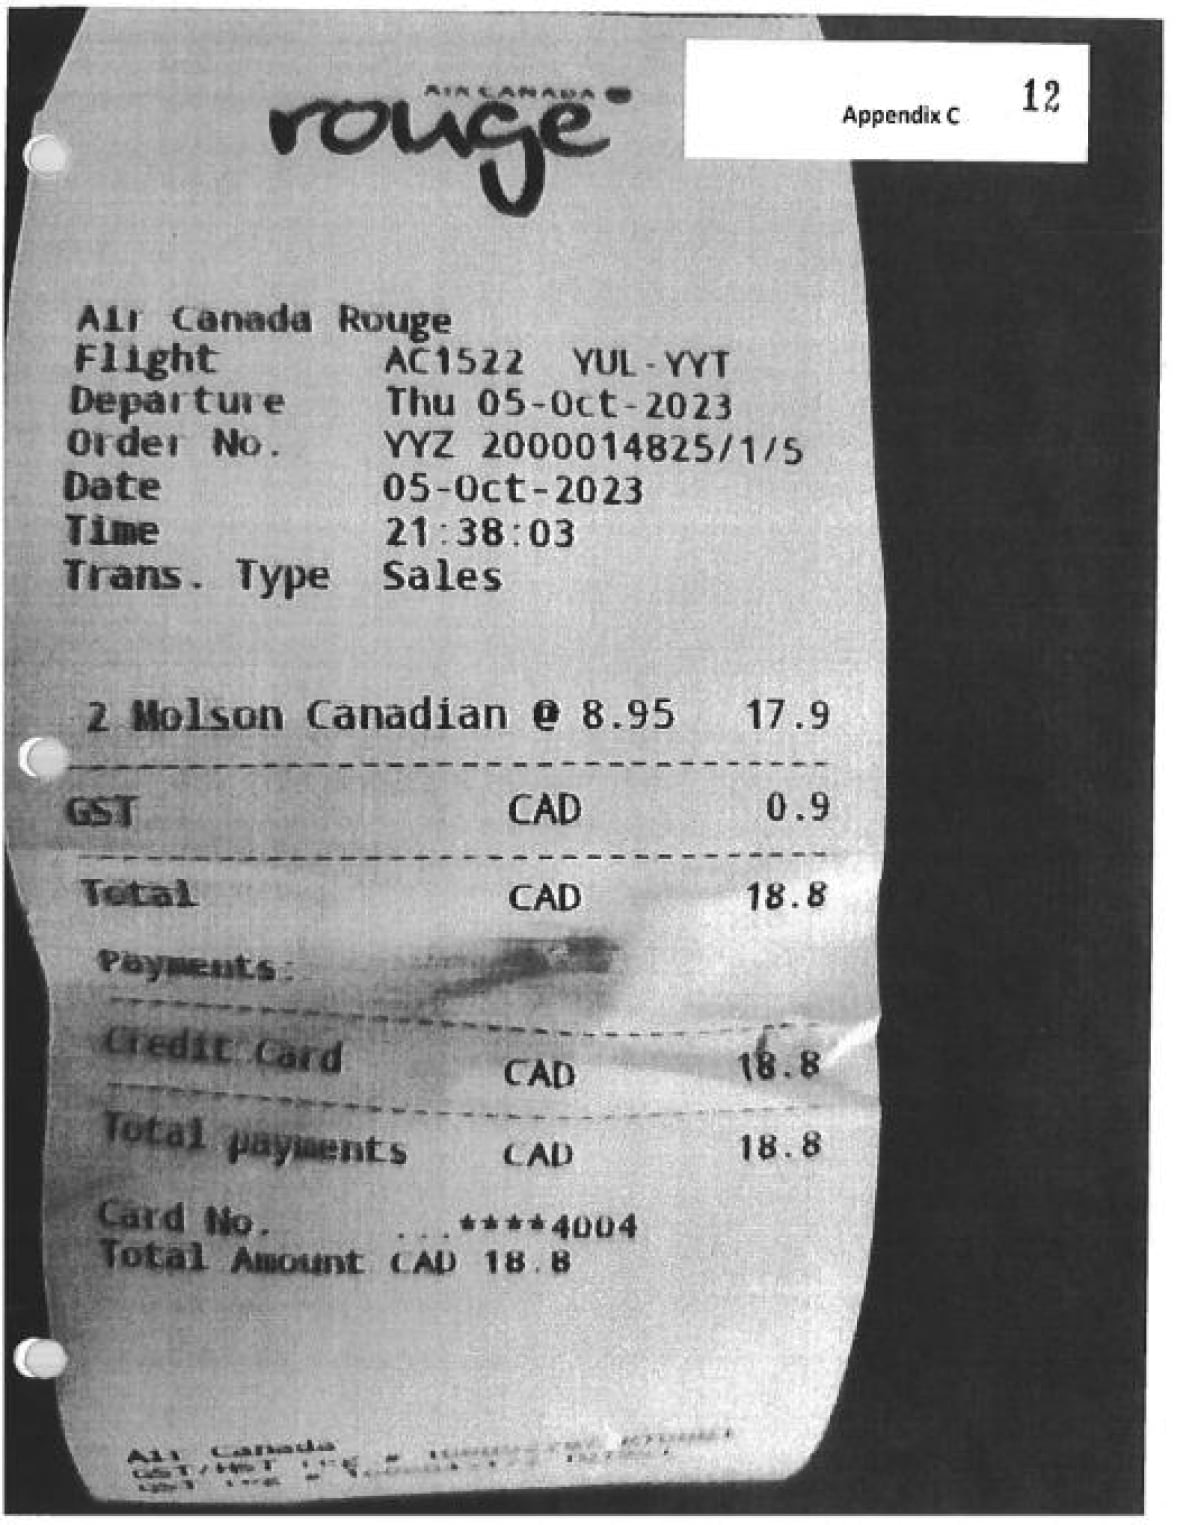 AIR CANADA
rouge
Appendix C 12
Air Canada Rouge
Flight AC1522 YUL-YYT
Departure Thu 05-Oct-2023
Order No. YYZ 2000014825/1/5
Date 05-Oct-2023
Time 21:38:03
Trans. Type Sales
2 Molson Canadian @ 8.95 17.9
GST CAD 0.9
Total CAD 18.8
Payments:
Credit Card CAD 18.8
Total payments CAD 18.8
Card No. ...****4004
Total Amount CAD 18.8
Air Canada
GST/HST